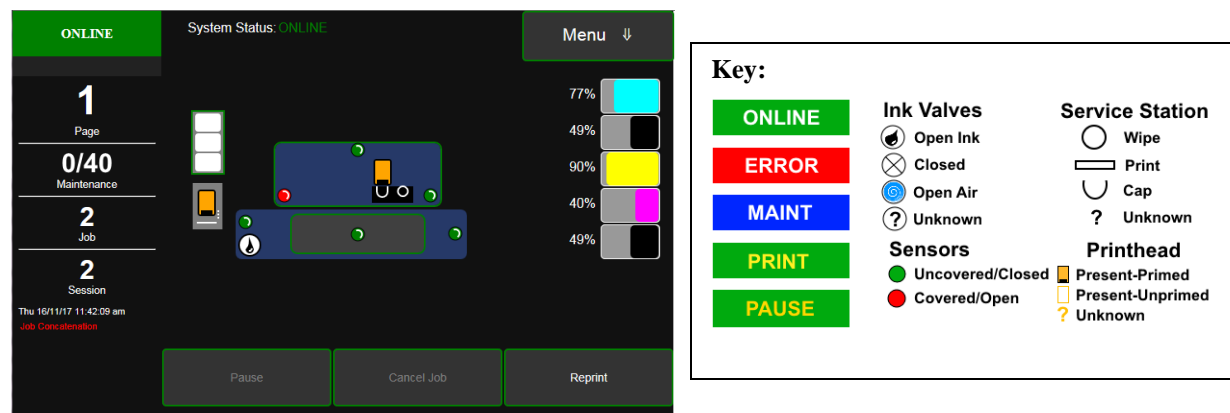 ONLINE
System Status: ONLINE
Menu ⇓
1
Page
0/40
Maintenance
2
Job
2
Session
Thu 16/11/17 11:42:09 am
Job Concatenation
77%
49%
90%
40%
49%
Pause
Cancel Job
Reprint
Key:
ONLINE
ERROR
MAINT
PRINT
PAUSE
Ink Valves
Open Ink
Closed
Open Air
? Unknown
Sensors
Uncovered/Closed
Covered/Open
Service Station
Wipe
Print
Cap
? Unknown
Printhead
Present-Primed
Present-Unprimed
? Unknown